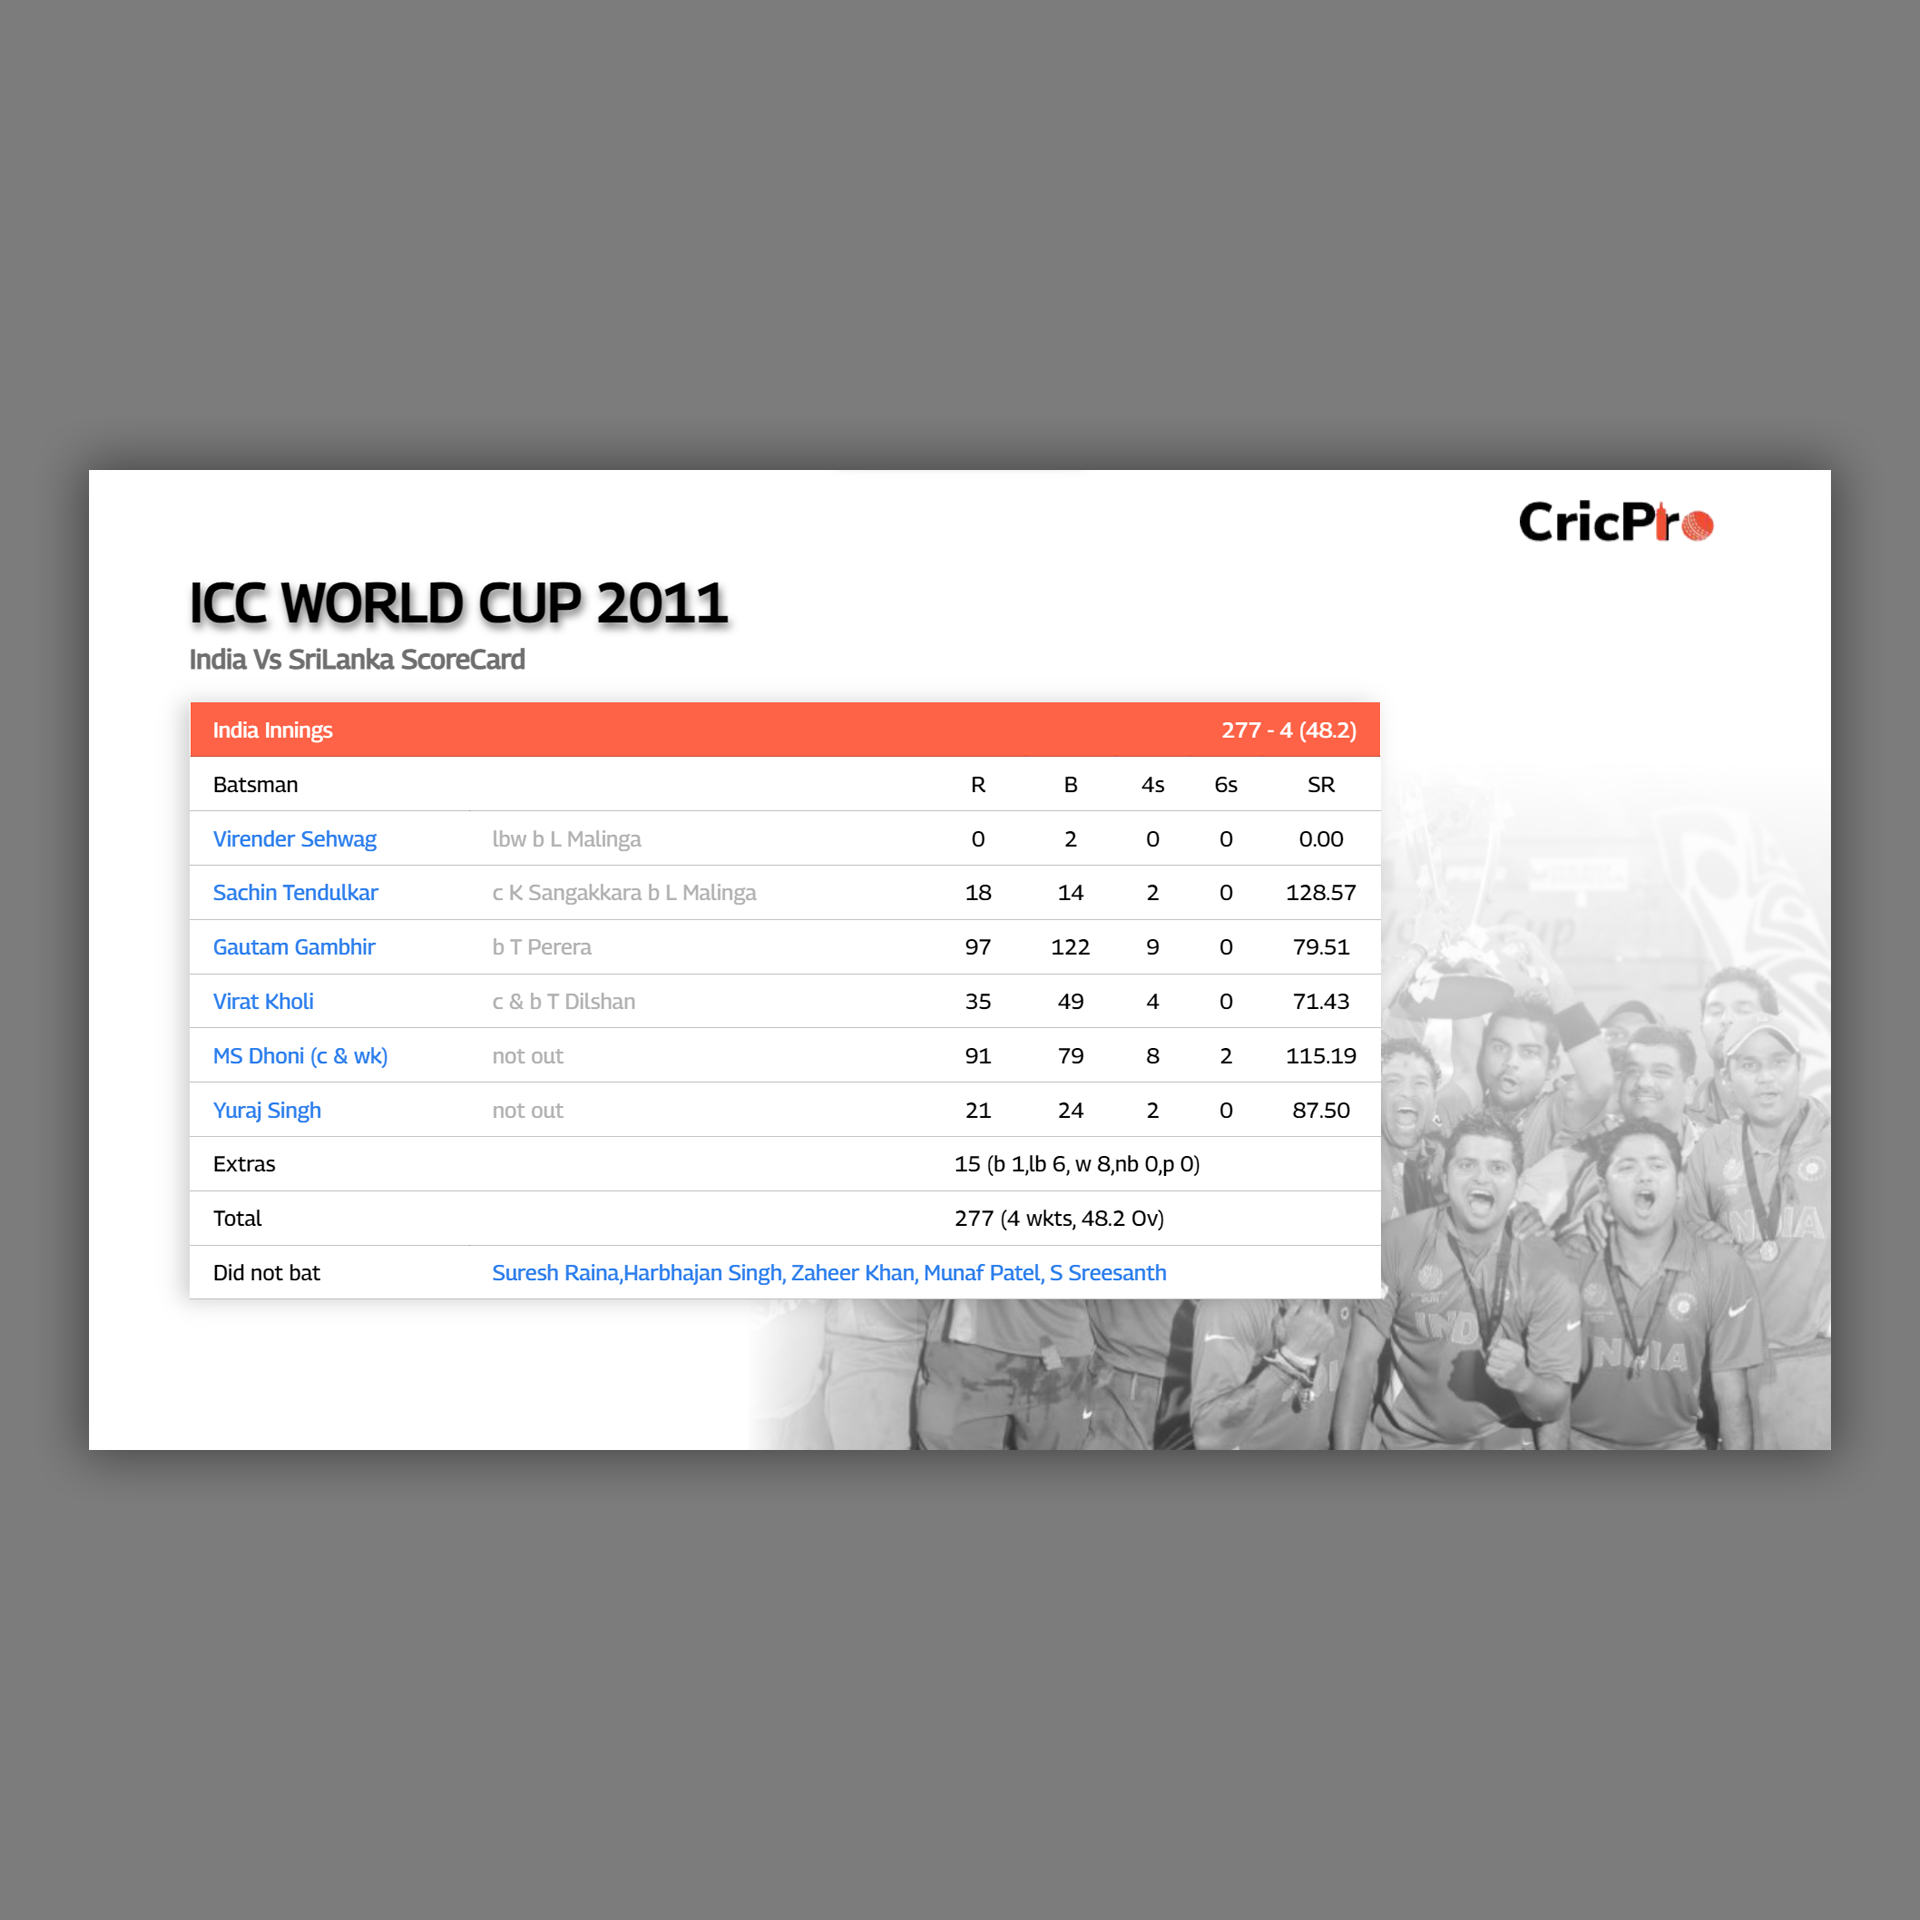 CricPro
ICC WORLD CUP 2011
India Vs SriLanka ScoreCard
India Innings 277 - 4 (48.2)
Batsman R B 4s 6s SR
Virender Sehwag lbw b L Malinga 0 2 0 0 0.00
Sachin Tendulkar c K Sangakkara b L Malinga 18 14 2 0 128.57
Gautam Gambhir b T Perera 97 122 9 0 79.51
Virat Kholi c & b T Dilshan 35 49 4 0 71.43
MS Dhoni (c & wk) not out 91 79 8 2 115.19
Yuraj Singh not out 21 24 2 0 87.50
Extras 15 (b 1,lb 6, w 8,nb 0,p 0)
Total 277 (4 wkts, 48.2 Ov)
Did not bat Suresh Raina,Harbhajan Singh, Zaheer Khan, Munaf Patel, S Sreesanth
Cup
INDIA
IND
INDIA